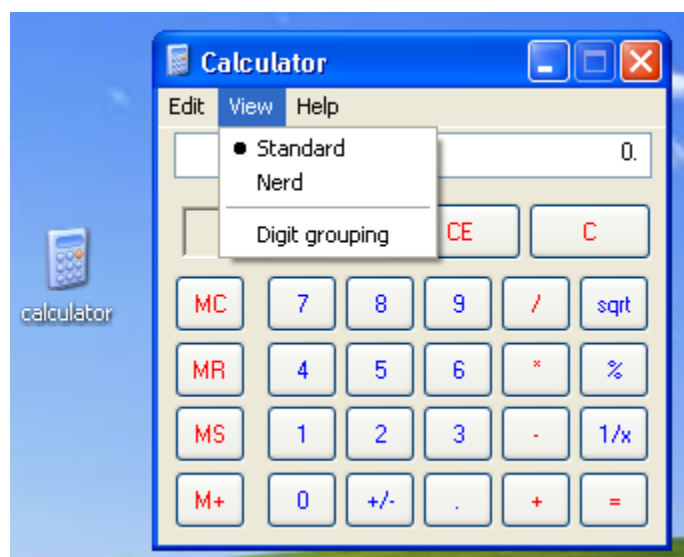 Calculator
Edit View Help
0.
Standard
Nerd
Digit grouping
CE C
calculator
MC 7 8 9 / sqrt
MR 4 5 6 * %
MS 1 2 3 - 1/x
M+ 0 +/- . + =